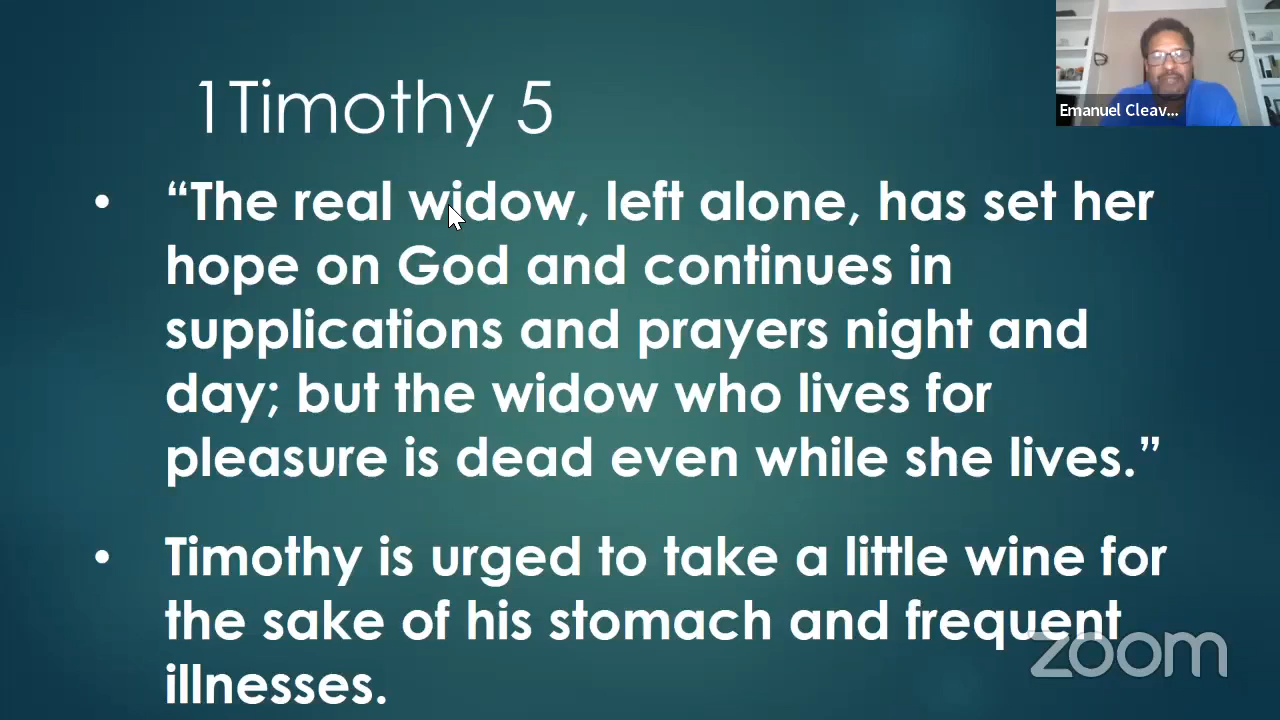 1Timothy 5
Emanuel Cleav...
• “The real widow, left alone, has set her
hope on God and continues in
supplications and prayers night and
day; but the widow who lives for
pleasure is dead even while she lives.”
• Timothy is urged to take a little wine for
the sake of his stomach and frequent
illnesses.
zoom